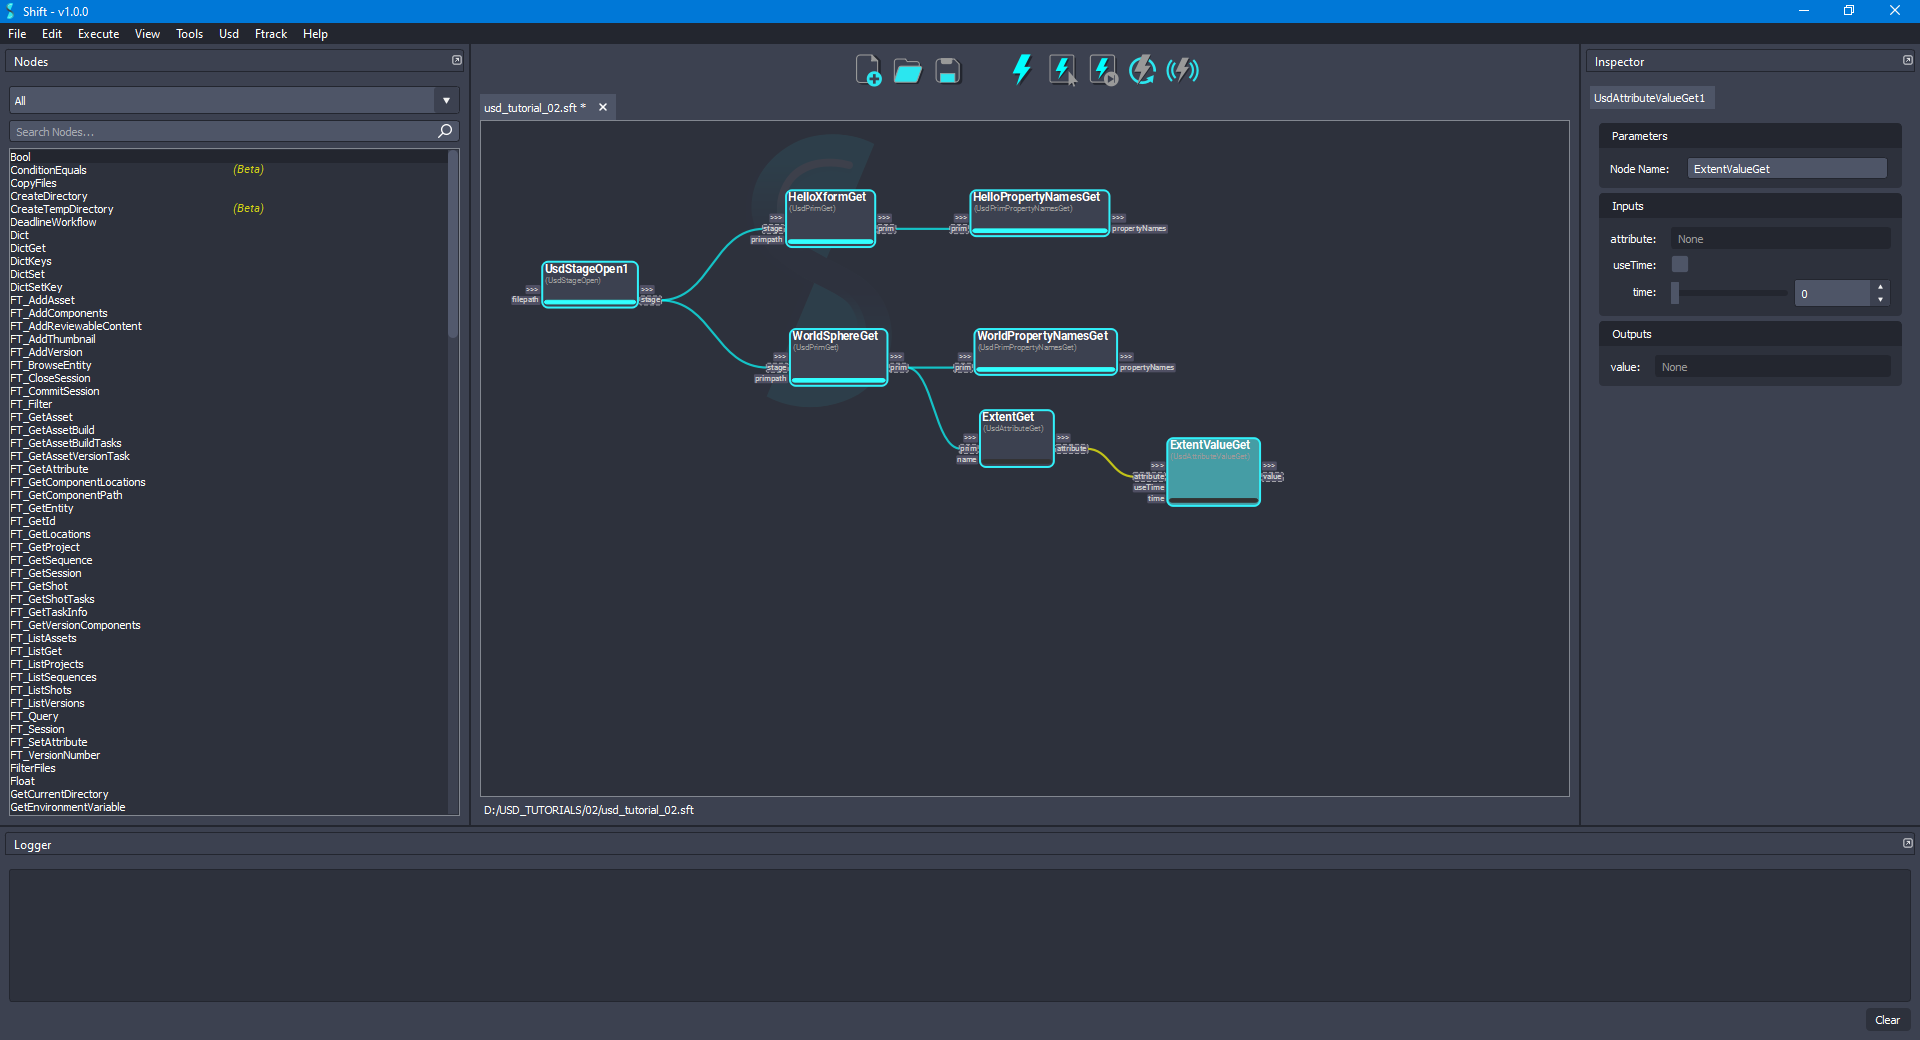 Shift - v1.0.0
File Edit Execute View Tools Usd Ftrack Help
Nodes
All
Search Nodes...
Bool
ConditionEquals (Beta)
CopyFiles
CreateDirectory
CreateTempDirectory (Beta)
DeadlineWorkflow
Dict
DictGet
DictKeys
DictSet
DictSetKey
FT_AddAsset
FT_AddComponents
FT_AddReviewableContent
FT_AddThumbnail
FT_AddVersion
FT_BrowseEntity
FT_CloseSession
FT_CommitSession
FT_Filter
FT_GetAsset
FT_GetAssetBuild
FT_GetAssetBuildTasks
FT_GetAssetVersionTask
FT_GetAttribute
FT_GetComponentLocations
FT_GetComponentPath
FT_GetEntity
FT_GetId
FT_GetLocations
FT_GetProject
FT_GetSequence
FT_GetSession
FT_GetShot
FT_GetShotTasks
FT_GetTaskInfo
FT_GetVersionComponents
FT_ListAssets
FT_ListGet
FT_ListProjects
FT_ListSequences
FT_ListShots
FT_ListVersions
FT_Query
FT_Session
FT_SetAttribute
FT_VersionNumber
FilterFiles
Float
GetCurrentDirectory
GetEnvironmentVariable
usd_tutorial_02.sft *
UsdStageOpen1
(UsdStageOpen)
>>> >>>
filepath stage
HelloXformGet
(UsdPrimGet)
>>> >>>
stage prim
primpath
HelloPropertyNamesGet
(UsdPrimPropertyNamesGet)
>>> >>>
prim propertyNames
WorldSphereGet
(UsdPrimGet)
>>> >>>
stage prim
primpath
WorldPropertyNamesGet
(UsdPrimPropertyNamesGet)
>>> >>>
prim propertyNames
ExtentGet
(UsdAttributeGet)
>>> >>>
prim attribute
name
ExtentValueGet
(UsdAttributeValueGet)
>>> >>>
attribute value
useTime
time
D:/USD_TUTORIALS/02/usd_tutorial_02.sft
Inspector
UsdAttributeValueGet1
Parameters
Node Name: ExtentValueGet
Inputs
attribute: None
useTime:
time: 0
Outputs
value: None
Logger
Clear